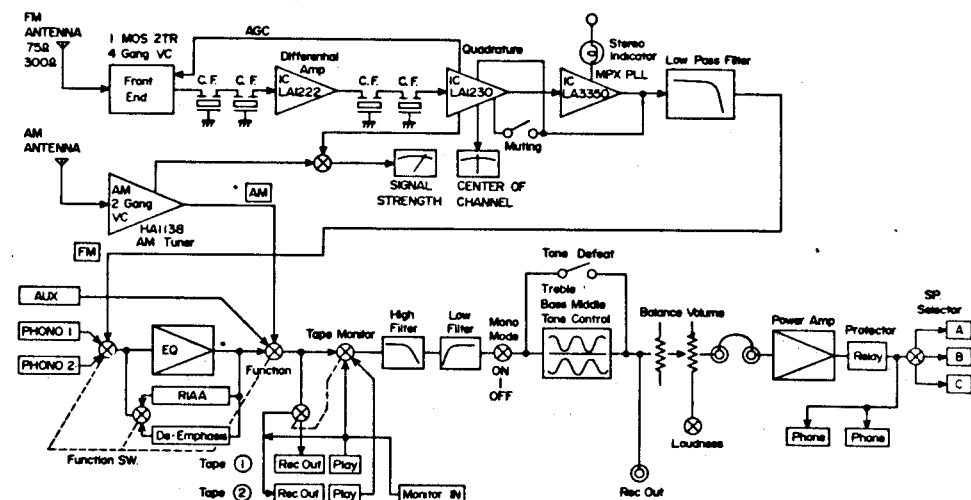 FM
ANTENNA
75Ω
300Ω
1 MOS 2TR
4 Gang VC
Front
End
AGC
C.F. C.F.
Differential
Amp
IC
LA1222
C.F. C.F.
IC
LA1230
Quadrature
Muting
IC
LA3350
Stereo
Indicator
MPX PLL
Low Pass Filter
AM
ANTENNA
AM
2 Gang
VC
HA1138
AM Tuner
AM
SIGNAL
STRENGTH
CENTER OF
CHANNEL
FM
AUX
PHONO 1
PHONO 2
EQ
RIAA
De-Emphasis
Function SW.
Function
Tape Monitor
High
Filter
Low
Filter
Mono
Mode
ON
OFF
Tone Defeat
Treble
Bass Middle
Tone Control
Balance Volume
Loudness
Power Amp
Protector
Relay
SP.
Selector
A
B
C
Phone
Phone
Tape 1
Rec Out
Play
Tape 2
Rec Out
Play
Monitor IN
Rec Out